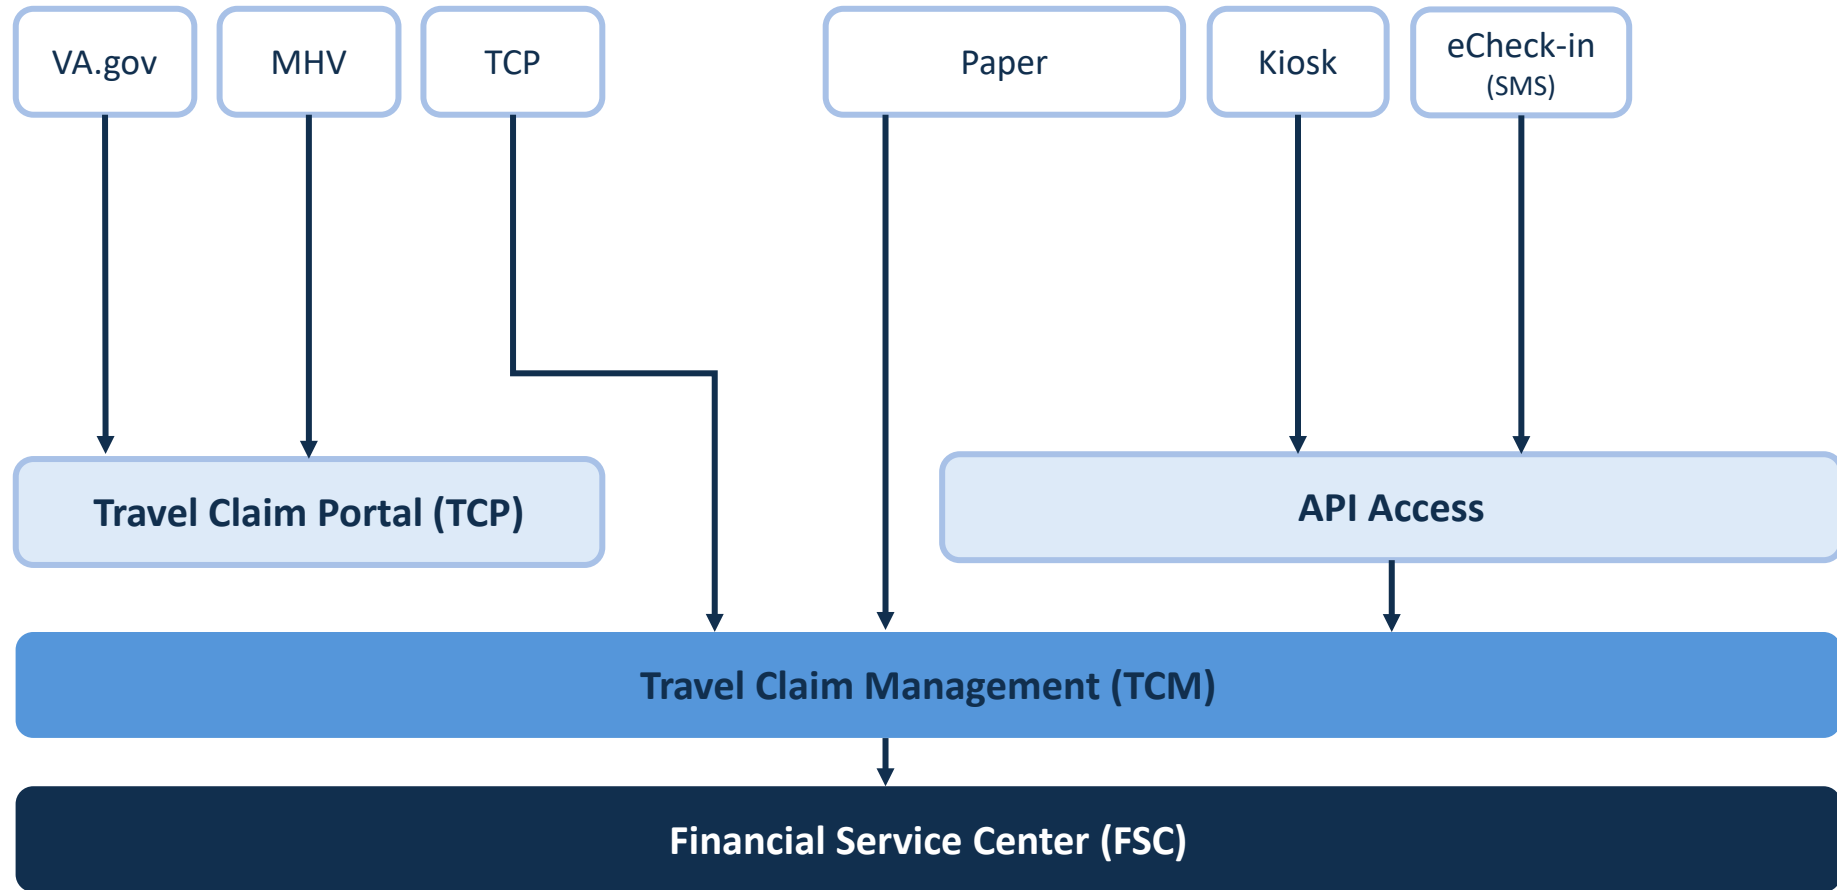 VA.gov
MHV
TCP
Paper
Kiosk
eCheck-in
(SMS)
Travel Claim Portal (TCP)
API Access
Travel Claim Management (TCM)
Financial Service Center (FSC)